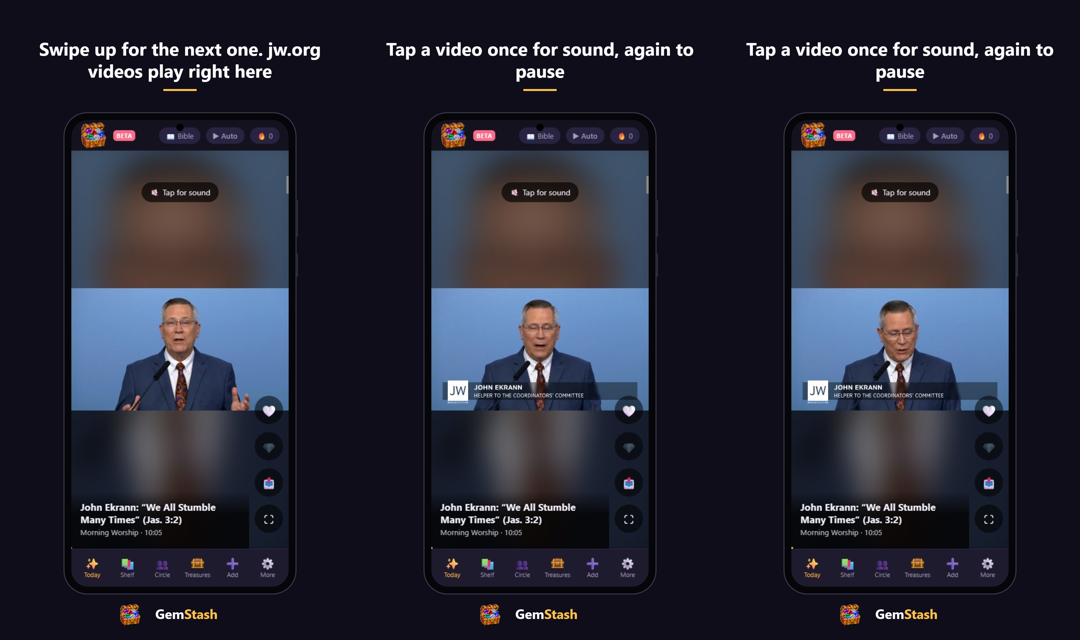 Swipe up for the next one. jw.org
videos play right here
BETA
Bible
Auto
0
Tap for sound
John Ekrann: “We All Stumble
Many Times” (Jas. 3:2)
Morning Worship · 10:05
Today
Shelf
Circle
Treasures
Add
More
GemStash
Tap a video once for sound, again to
pause
BETA
Bible
Auto
0
Tap for sound
JW
JOHN EKRANN
HELPER TO THE COORDINATORS' COMMITTEE
John Ekrann: “We All Stumble
Many Times” (Jas. 3:2)
Morning Worship · 10:05
Today
Shelf
Circle
Treasures
Add
More
GemStash
Tap a video once for sound, again to
pause
BETA
Bible
Auto
0
Tap for sound
JW
JOHN EKRANN
HELPER TO THE COORDINATORS' COMMITTEE
John Ekrann: “We All Stumble
Many Times” (Jas. 3:2)
Morning Worship · 10:05
Today
Shelf
Circle
Treasures
Add
More
GemStash